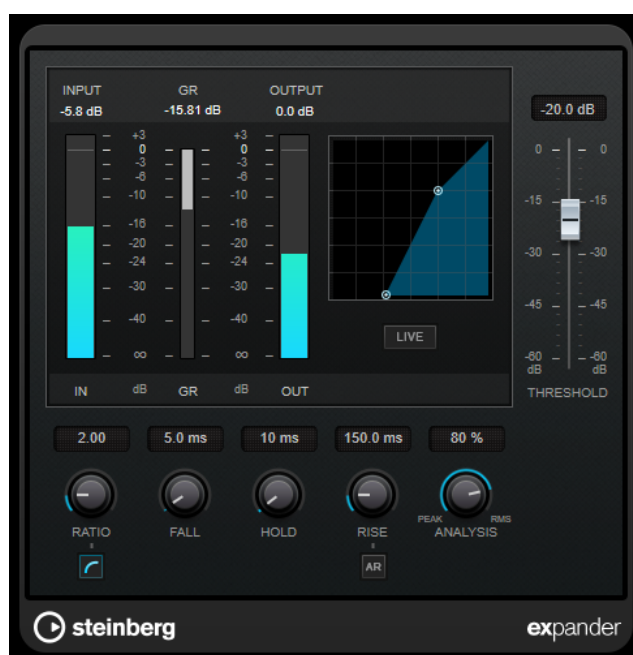 INPUT GR OUTPUT
-5.8 dB -15.81 dB 0.0 dB
-20.0 dB
+3 +3
0 0
-3 -3
-6 -6
-10 -10
-16 -16
-20 -20
-24 -24
-30 -30
-40 -40
∞ ∞
IN dB GR dB OUT
LIVE
0 0
-15 -15
-30 -30
-45 -45
-60 -60
dB dB
THRESHOLD
2.00 5.0 ms 10 ms 150.0 ms 80 %
PEAK RMS
RATIO FALL HOLD RISE ANALYSIS
AR
steinberg expander